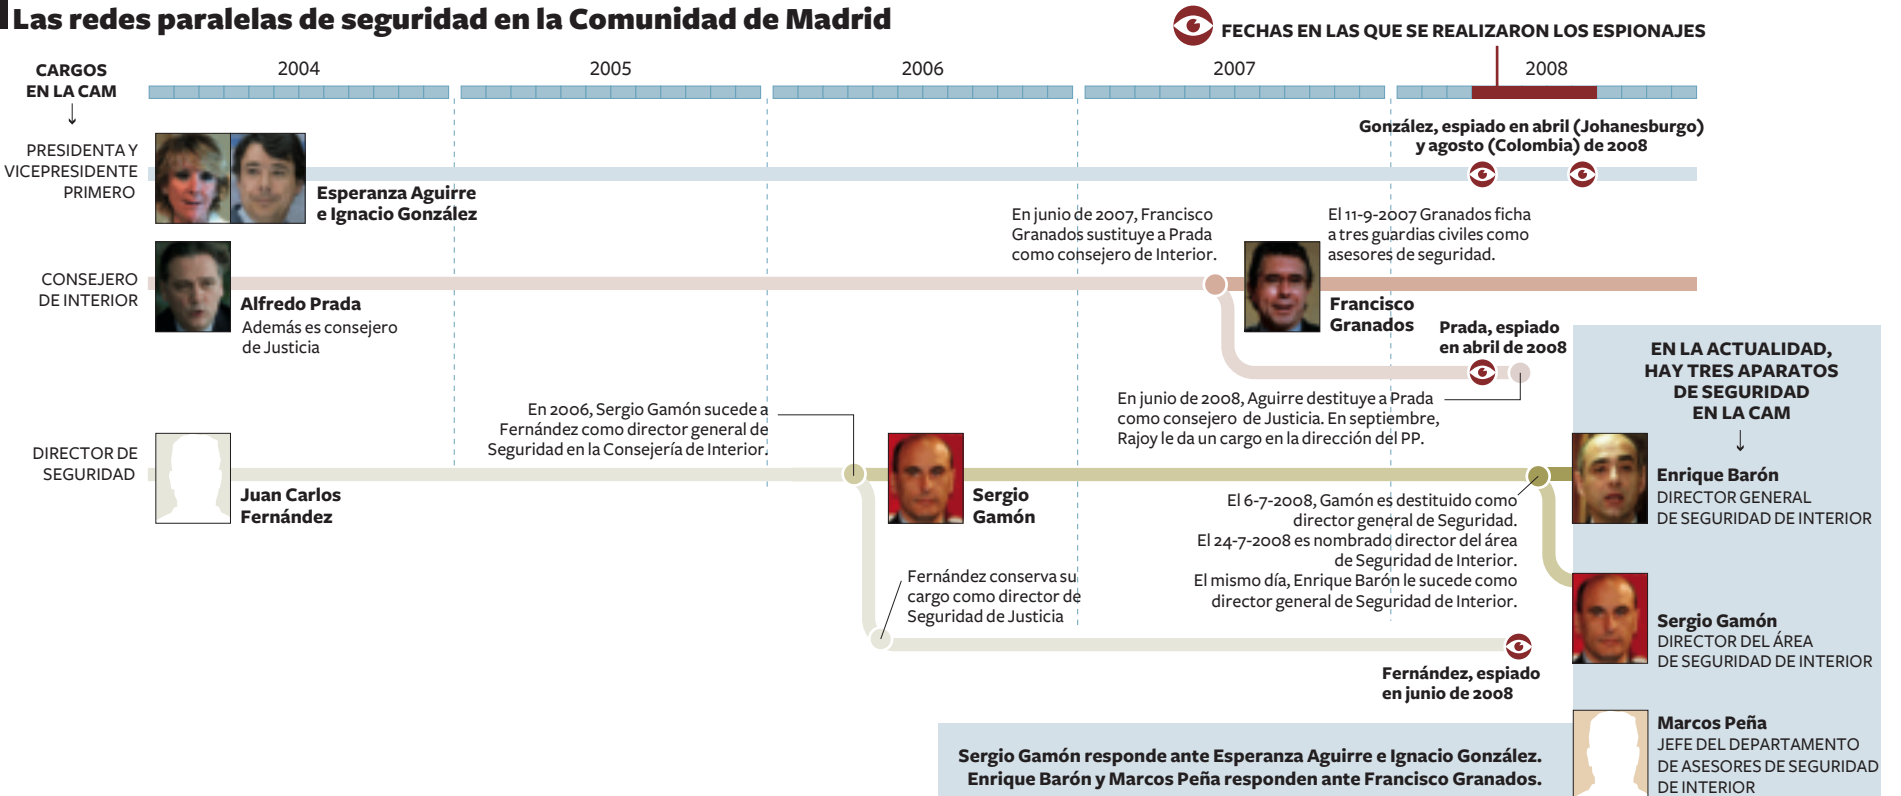 Las redes paralelas de seguridad en la Comunidad de Madrid
FECHAS EN LAS QUE SE REALIZARON LOS ESPIONAJES
CARGOS
EN LA CAM
↓
2004
2005
2006
2007
2008
PRESIDENTA Y
VICEPRESIDENTE
PRIMERO
Esperanza Aguirre
e Ignacio González
González, espiado en abril (Johanesburgo)
y agosto (Colombia) de 2008
CONSEJERO
DE INTERIOR
Alfredo Prada
Además es consejero
de Justicia
En junio de 2007, Francisco
Granados sustituye a Prada
como consejero de Interior.
El 11-9-2007 Granados ficha
a tres guardias civiles como
asesores de seguridad.
Francisco
Granados
Prada, espiado
en abril de 2008
En junio de 2008, Aguirre destituye a Prada
como consejero de Justicia. En septiembre,
Rajoy le da un cargo en la dirección del PP.
DIRECTOR DE
SEGURIDAD
Juan Carlos
Fernández
En 2006, Sergio Gamón sucede a
Fernández como director general de
Seguridad en la Consejería de Interior.
Sergio
Gamón
Fernández conserva su
cargo como director de
Seguridad de Justicia
El 6-7-2008, Gamón es destituido como
director general de Seguridad.
El 24-7-2008 es nombrado director del área
de Seguridad de Interior.
El mismo día, Enrique Barón le sucede como
director general de Seguridad de Interior.
Fernández, espiado
en junio de 2008
EN LA ACTUALIDAD,
HAY TRES APARATOS
DE SEGURIDAD
EN LA CAM
↓
Enrique Barón
DIRECTOR GENERAL
DE SEGURIDAD DE INTERIOR
Sergio Gamón
DIRECTOR DEL ÁREA
DE SEGURIDAD DE INTERIOR
Marcos Peña
JEFE DEL DEPARTAMENTO
DE ASESORES DE SEGURIDAD
DE INTERIOR
Sergio Gamón responde ante Esperanza Aguirre e Ignacio González.
Enrique Barón y Marcos Peña responden ante Francisco Granados.